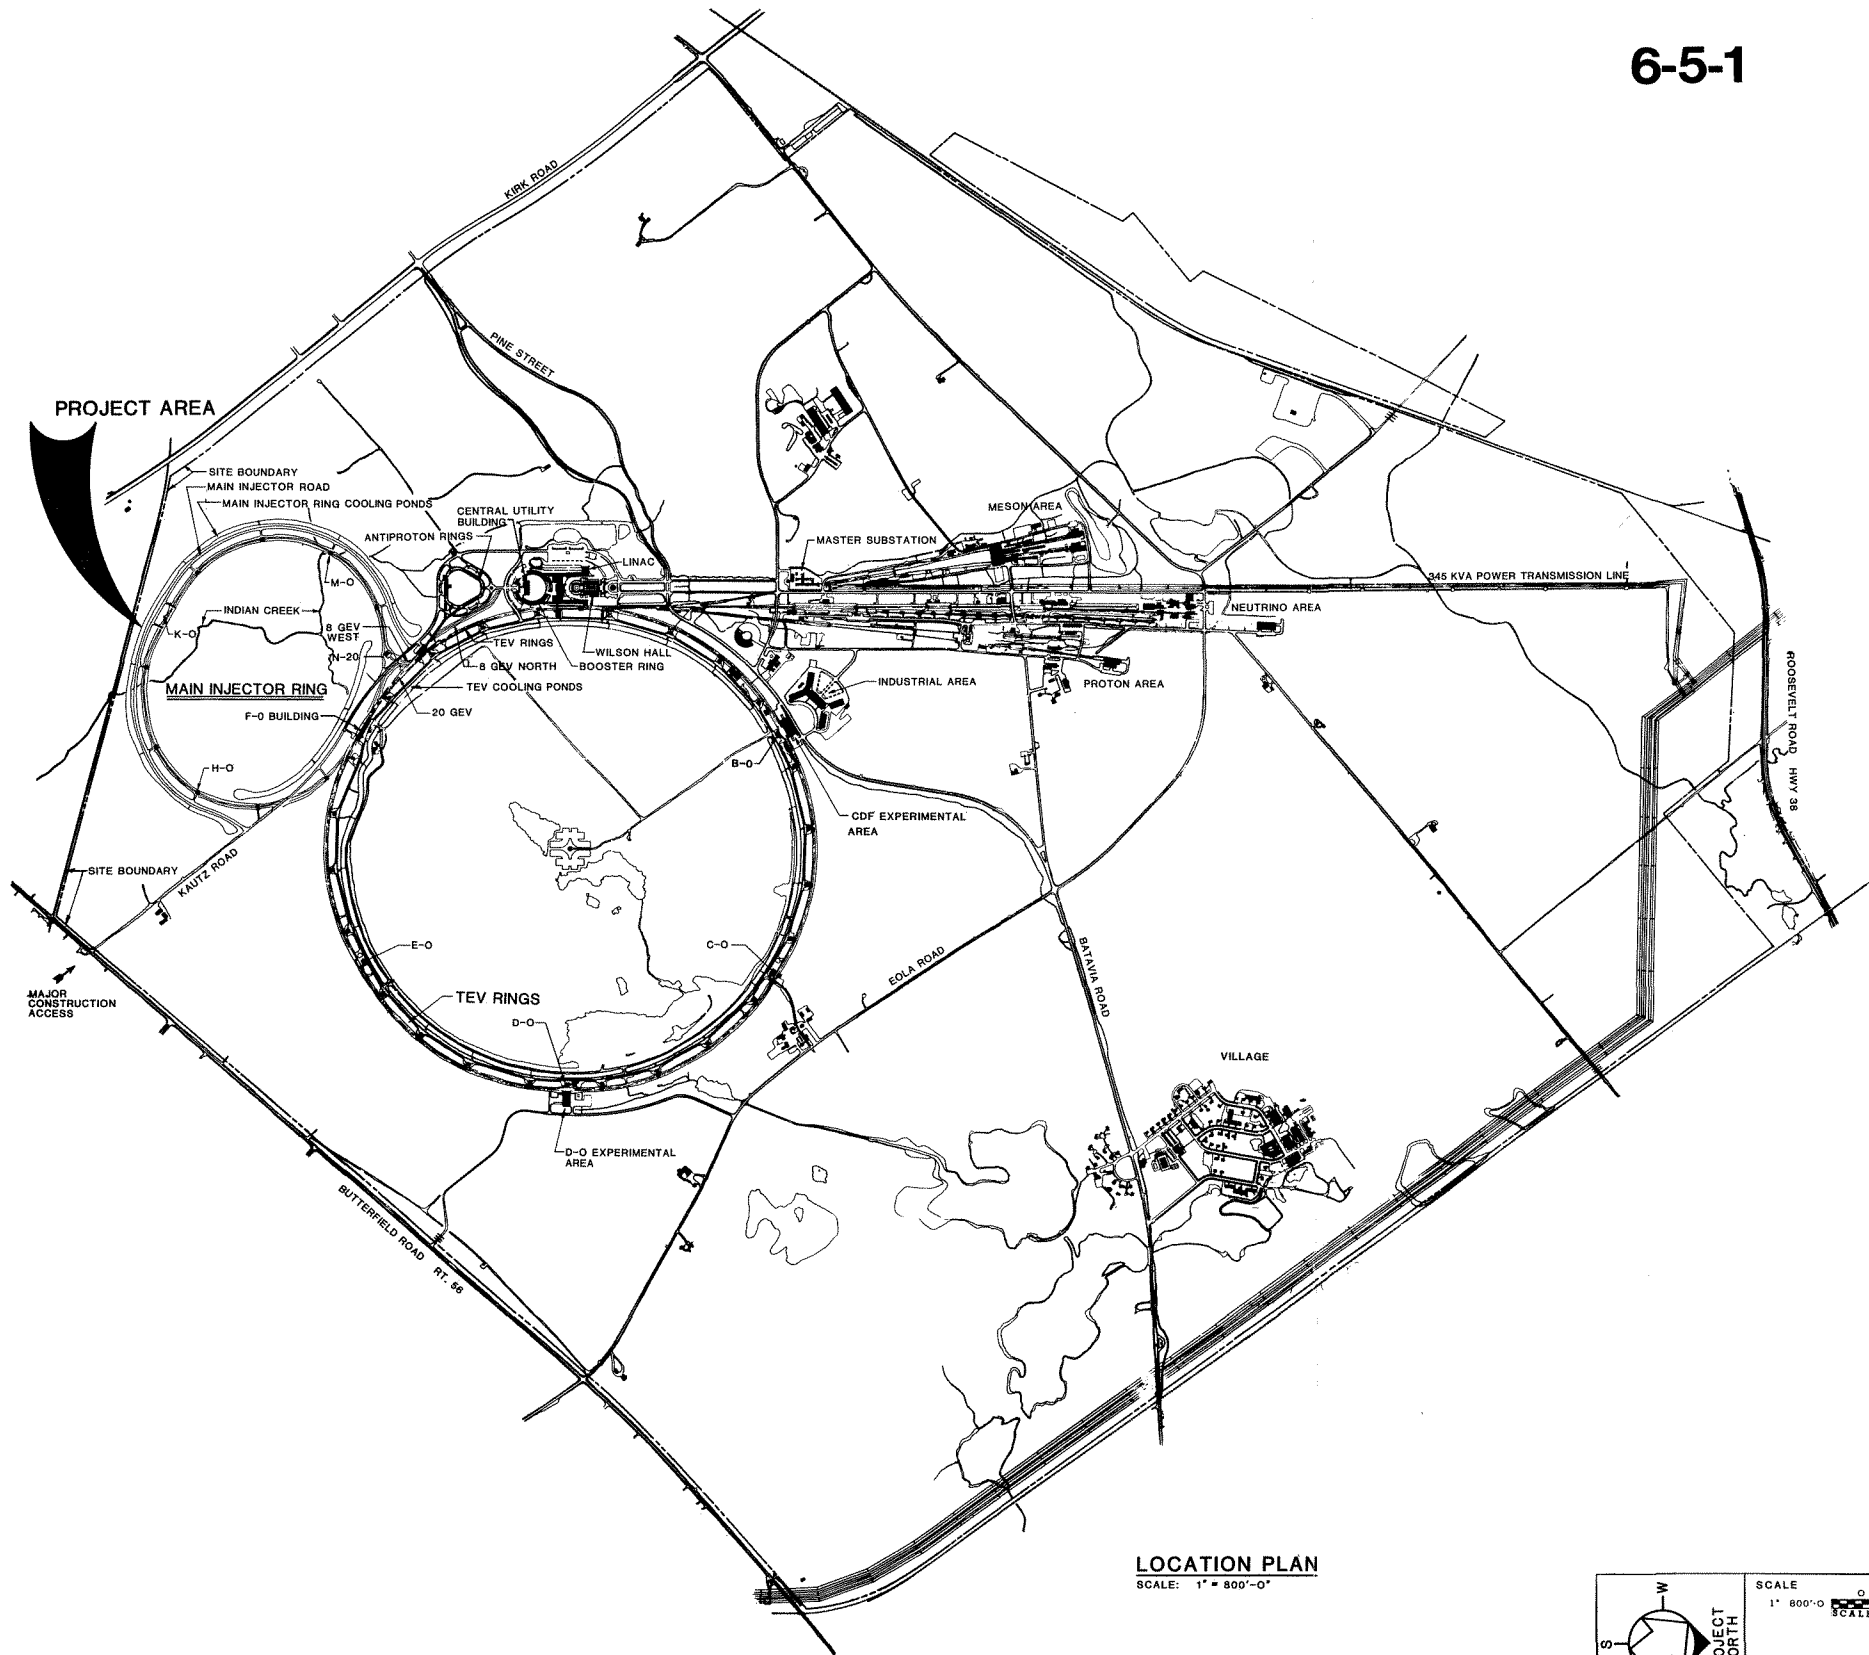 6-5-1
KIRK ROAD
PINE STREET
PROJECT AREA
SITE BOUNDARY
MAIN INJECTOR ROAD
MAIN INJECTOR RING COOLING PONDS
CENTRAL UTILITY
BUILDING
ANTIPROTON RINGS
LINAC
MESON AREA
MASTER SUBSTATION
345 KVA POWER TRANSMISSION LINE
M-O
INDIAN CREEK
K-O
8 GEV
WEST
N-20
NEUTRINO AREA
TEV RINGS
WILSON HALL
8 GEV NORTH
BOOSTER RING
MAIN INJECTOR RING
TEV COOLING PONDS
INDUSTRIAL AREA
PROTON AREA
F-0 BUILDING
20 GEV
ROOSEVELT ROAD HWY 38
H-O
B-O
CDF EXPERIMENTAL
AREA
SITE BOUNDARY
KAUTZ ROAD
E-O
C-O
EOLA ROAD
BATAVIA ROAD
MAJOR
CONSTRUCTION
ACCESS
TEV RINGS
D-O
VILLAGE
D-O EXPERIMENTAL
AREA
BUTTERFIELD ROAD RT. 56
LOCATION PLAN
SCALE: 1" = 800'-0"
W
S
SCALE
1" 800'-0
O